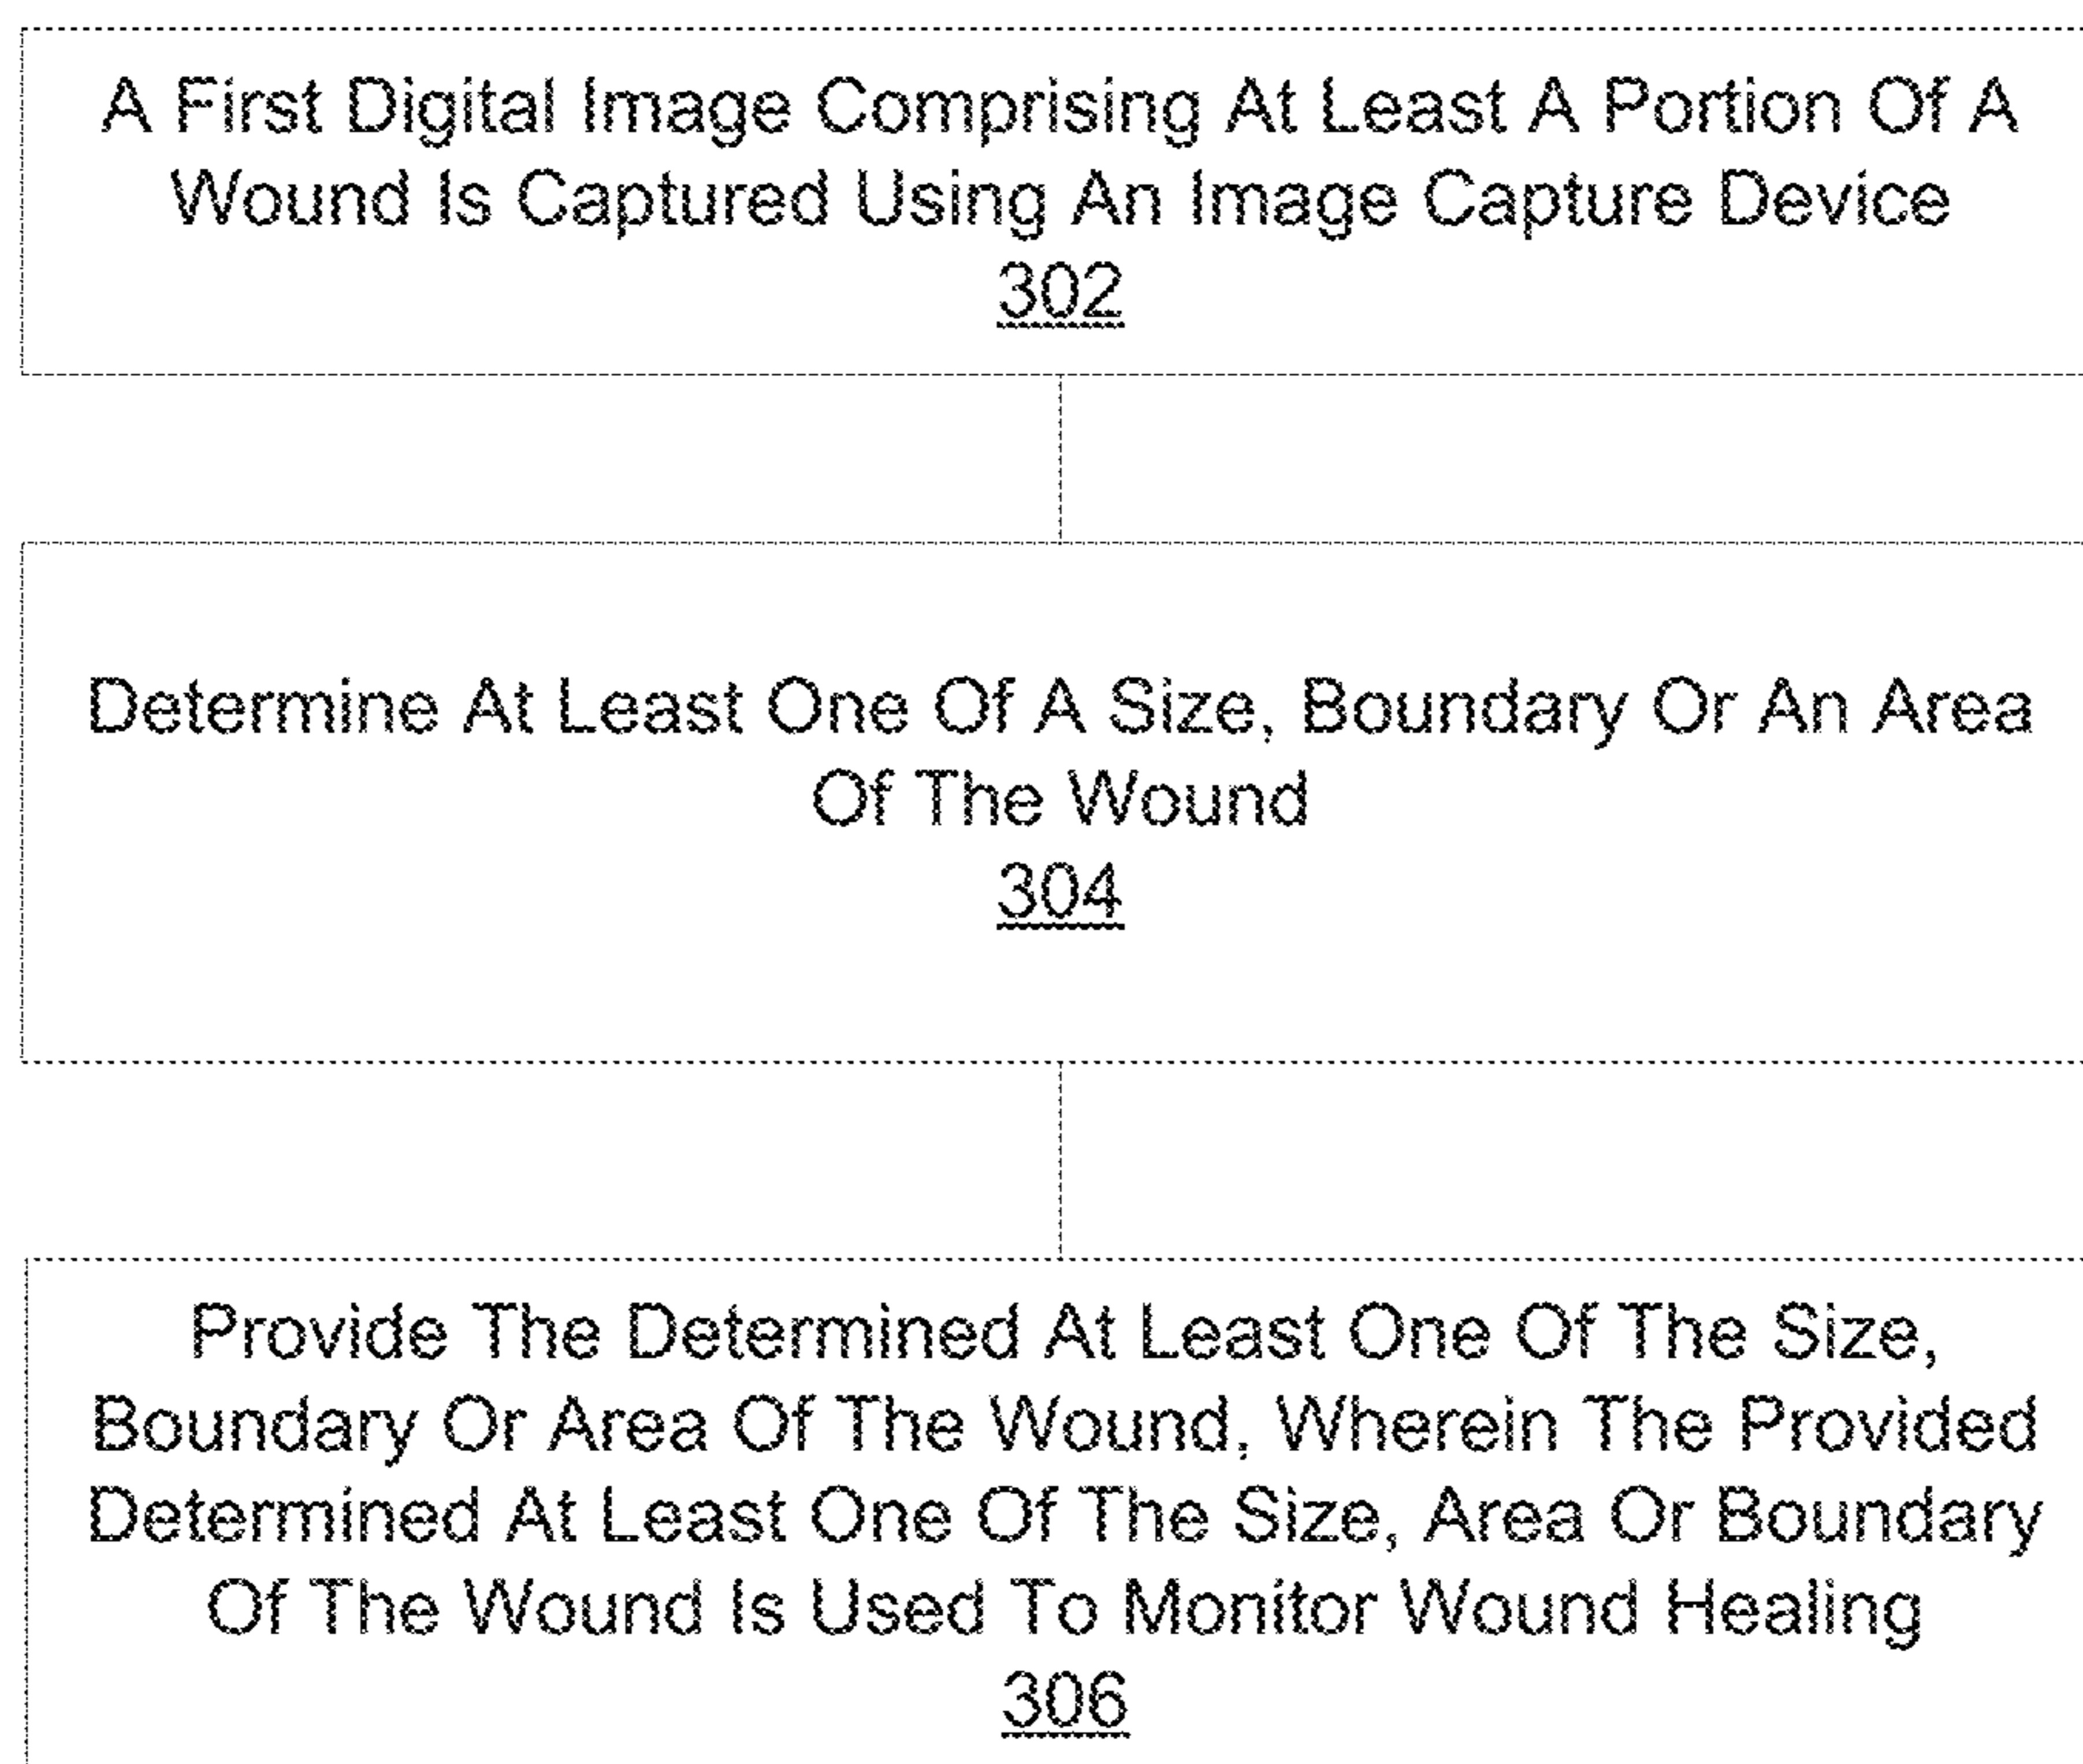 A First Digital Image Comprising At Least A Portion Of A
Wound Is Captured Using An Image Capture Device
302
Determine At Least One Of A Size, Boundary Or An Area
Of The Wound
304
Provide The Determined At Least One Of The Size,
Boundary Or Area Of The Wound, Wherein The Provided
Determined At Least One Of The Size, Area Or Boundary
Of The Wound Is Used To Monitor Wound Healing
306